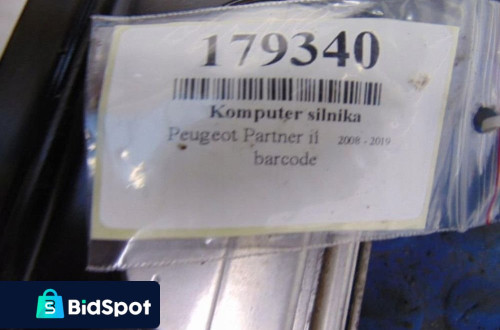 179340
Komputer silnika
Peugeot Partner ii 2008 - 2019
barcode
S
BidSpot